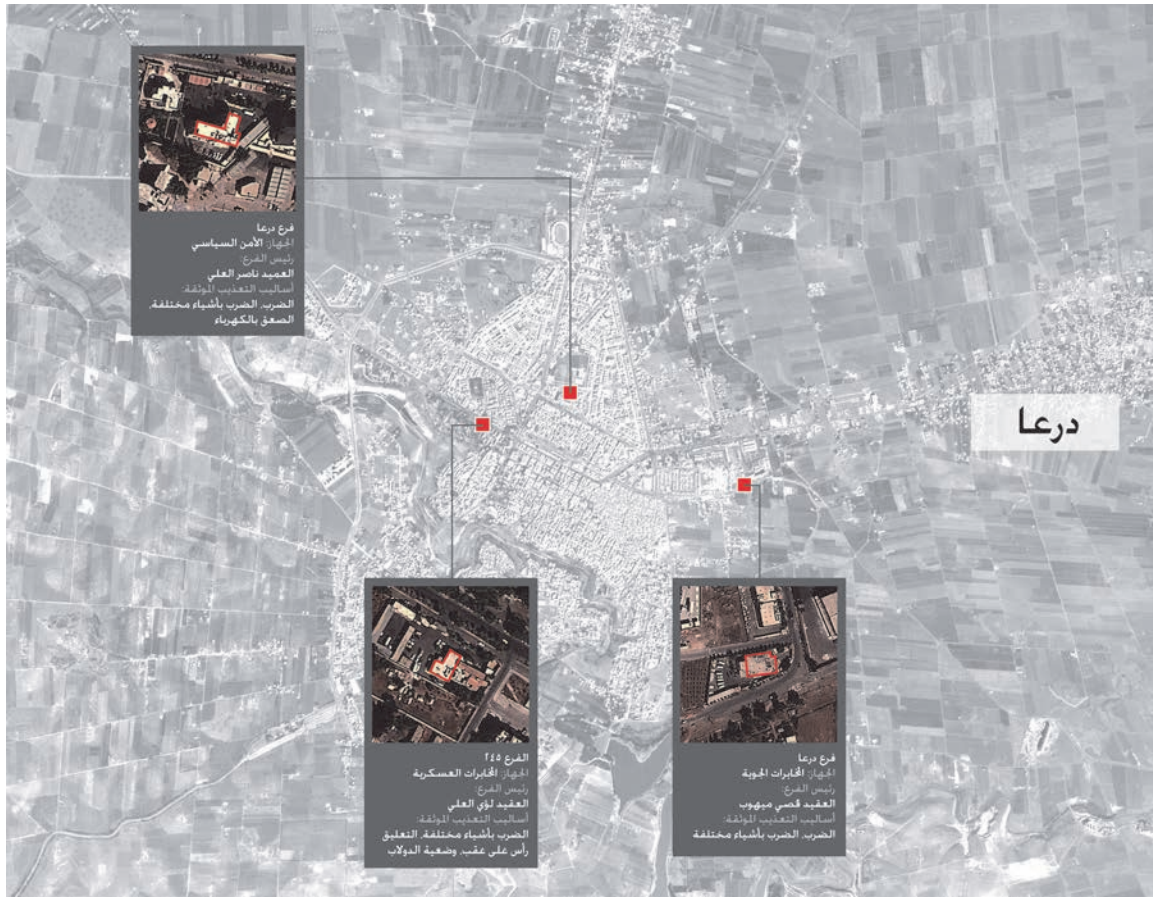 فرع درعا
الجهاز: الأمن السياسي
رئيس الفرع:
العميد ناصر العلي
أساليب التعذيب الموثقة:
الضرب، الضرب بأشياء مختلفة،
الصعق بالكهرباء
درعا
الفرع ٢٤٥
الجهاز: المخابرات العسكرية
رئيس الفرع:
العقيد لؤي العلي
أساليب التعذيب الموثقة:
الضرب بأشياء مختلفة، التعليق
رأس على عقب، وضعية الدولاب
فرع درعا
الجهاز: المخابرات الجوية
رئيس الفرع:
العقيد قصي ميهوب
أساليب التعذيب الموثقة:
الضرب، الضرب بأشياء مختلفة